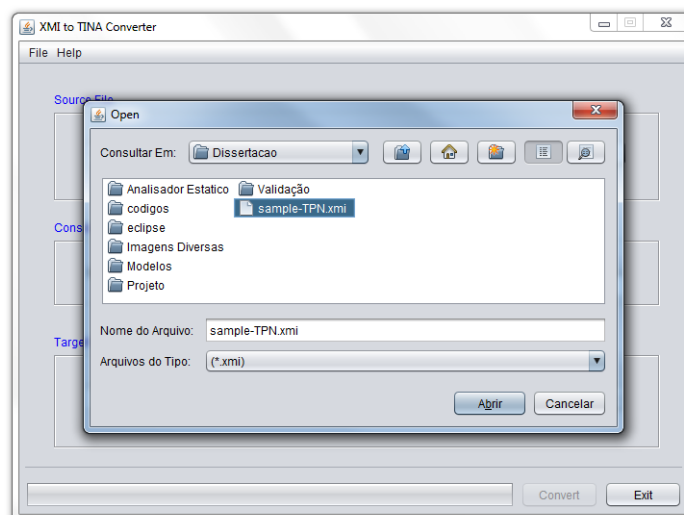 XMI to TINA Converter
File Help
Source File
Open
Consultar Em: Dissertacao
Analisador Estatico Validação
codigos sample-TPN.xmi
eclipse
Imagens Diversas
Modelos
Projeto
Cons
Nome do Arquivo: sample-TPN.xmi
Targe
Arquivos do Tipo: (*.xmi)
Abrir Cancelar
Convert Exit